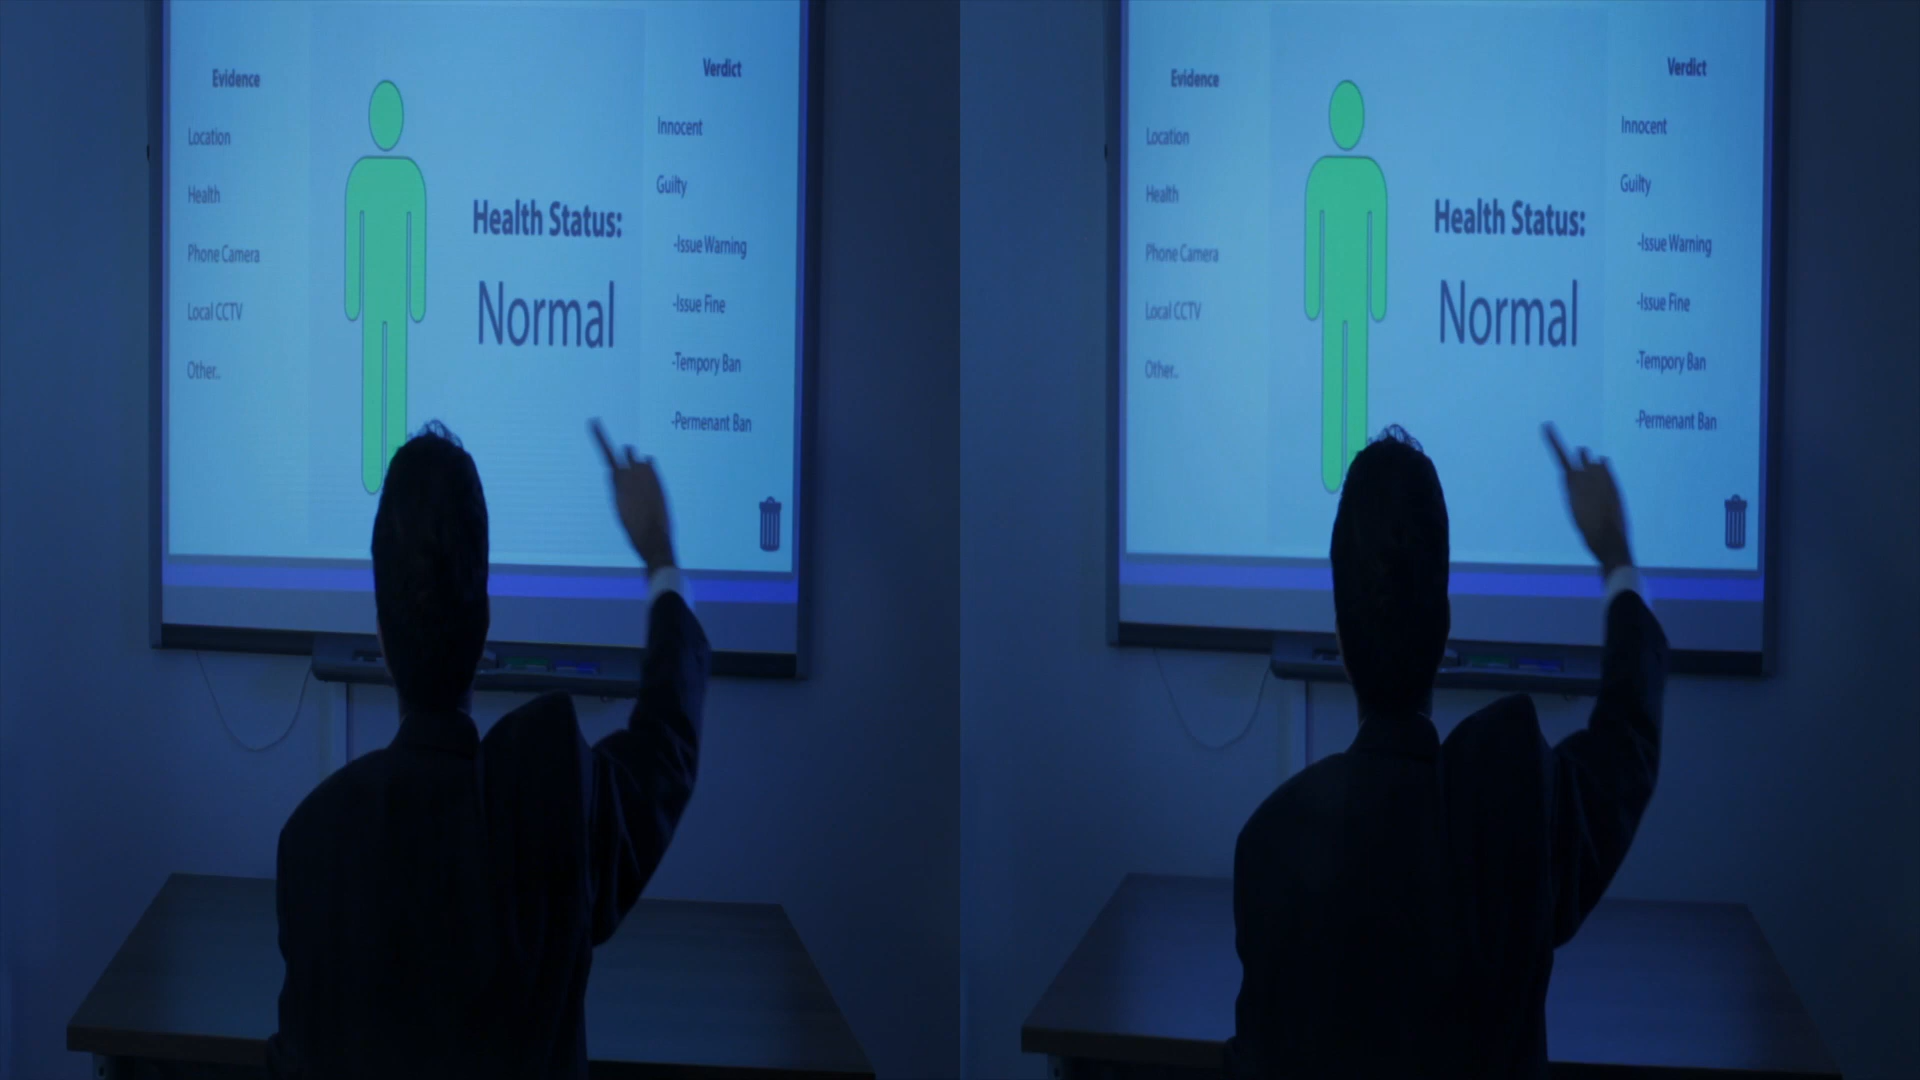 Evidence
Location
Health
Phone Camera
Local CCTV
Other..
Health Status:
Normal
Verdict
Innocent
Guilty
-Issue Warning
-Issue Fine
-Tempory Ban
-Permenant Ban
Evidence
Location
Health
Phone Camera
Local CCTV
Other..
Health Status:
Normal
Verdict
Innocent
Guilty
-Issue Warning
-Issue Fine
-Tempory Ban
-Permenant Ban